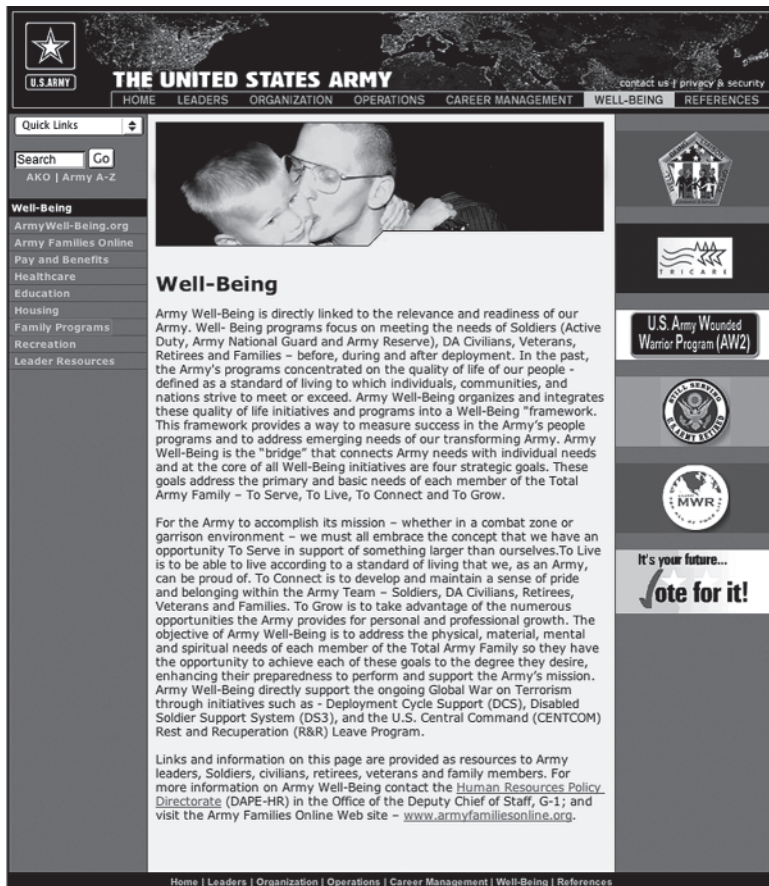 U.S.ARMY
THE UNITED STATES ARMY
contact us | privacy & security
HOME LEADERS ORGANIZATION OPERATIONS CAREER MANAGEMENT WELL-BEING REFERENCES
Quick Links
Search Go
AKO | Army A-Z
Well-Being
ArmyWell-Being.org
Army Families Online
Pay and Benefits
Healthcare
Education
Housing
Family Programs
Recreation
Leader Resources
Well-Being
Army Well-Being is directly linked to the relevance and readiness of our
Army. Well- Being programs focus on meeting the needs of Soldiers (Active
Duty, Army National Guard and Army Reserve), DA Civilians, Veterans,
Retirees and Families – before, during and after deployment. In the past,
the Army's programs concentrated on the quality of life of our people -
defined as a standard of living to which individuals, communities, and
nations strive to meet or exceed. Army Well-Being organizes and integrates
these quality of life initiatives and programs into a Well-Being "framework.
This framework provides a way to measure success in the Army's people
programs and to address emerging needs of our transforming Army. Army
Well-Being is the "bridge" that connects Army needs with individual needs
and at the core of all Well-Being initiatives are four strategic goals. These
goals address the primary and basic needs of each member of the Total
Army Family – To Serve, To Live, To Connect and To Grow.
For the Army to accomplish its mission – whether in a combat zone or
garrison environment – we must all embrace the concept that we have an
opportunity To Serve in support of something larger than ourselves.To Live
is to be able to live according to a standard of living that we, as an Army,
can be proud of. To Connect is to develop and maintain a sense of pride
and belonging within the Army Team – Soldiers, DA Civilians, Retirees,
Veterans and Families. To Grow is to take advantage of the numerous
opportunities the Army provides for personal and professional growth. The
objective of Army Well-Being is to address the physical, material, mental
and spiritual needs of each member of the Total Army Family so they have
the opportunity to achieve each of these goals to the degree they desire,
enhancing their preparedness to perform and support the Army's mission.
Army Well-Being directly support the ongoing Global War on Terrorism
through initiatives such as - Deployment Cycle Support (DCS), Disabled
Soldier Support System (DS3), and the U.S. Central Command (CENTCOM)
Rest and Recuperation (R&R) Leave Program.
Links and information on this page are provided as resources to Army
leaders, Soldiers, civilians, retirees, veterans and family members. For
more information on Army Well-Being contact the Human Resources Policy
Directorate (DAPE-HR) in the Office of the Deputy Chief of Staff, G-1; and
visit the Army Families Online Web site – www.armyfamiliesonline.org.
TRICARE
U.S. Army Wounded
Warrior Program (AW2)
STILL SERVING
U.S. ARMY RETIRED
MWR
It's your future...
Vote for it!
Home | Leaders | Organization | Operations | Career Management | Well-Being | References